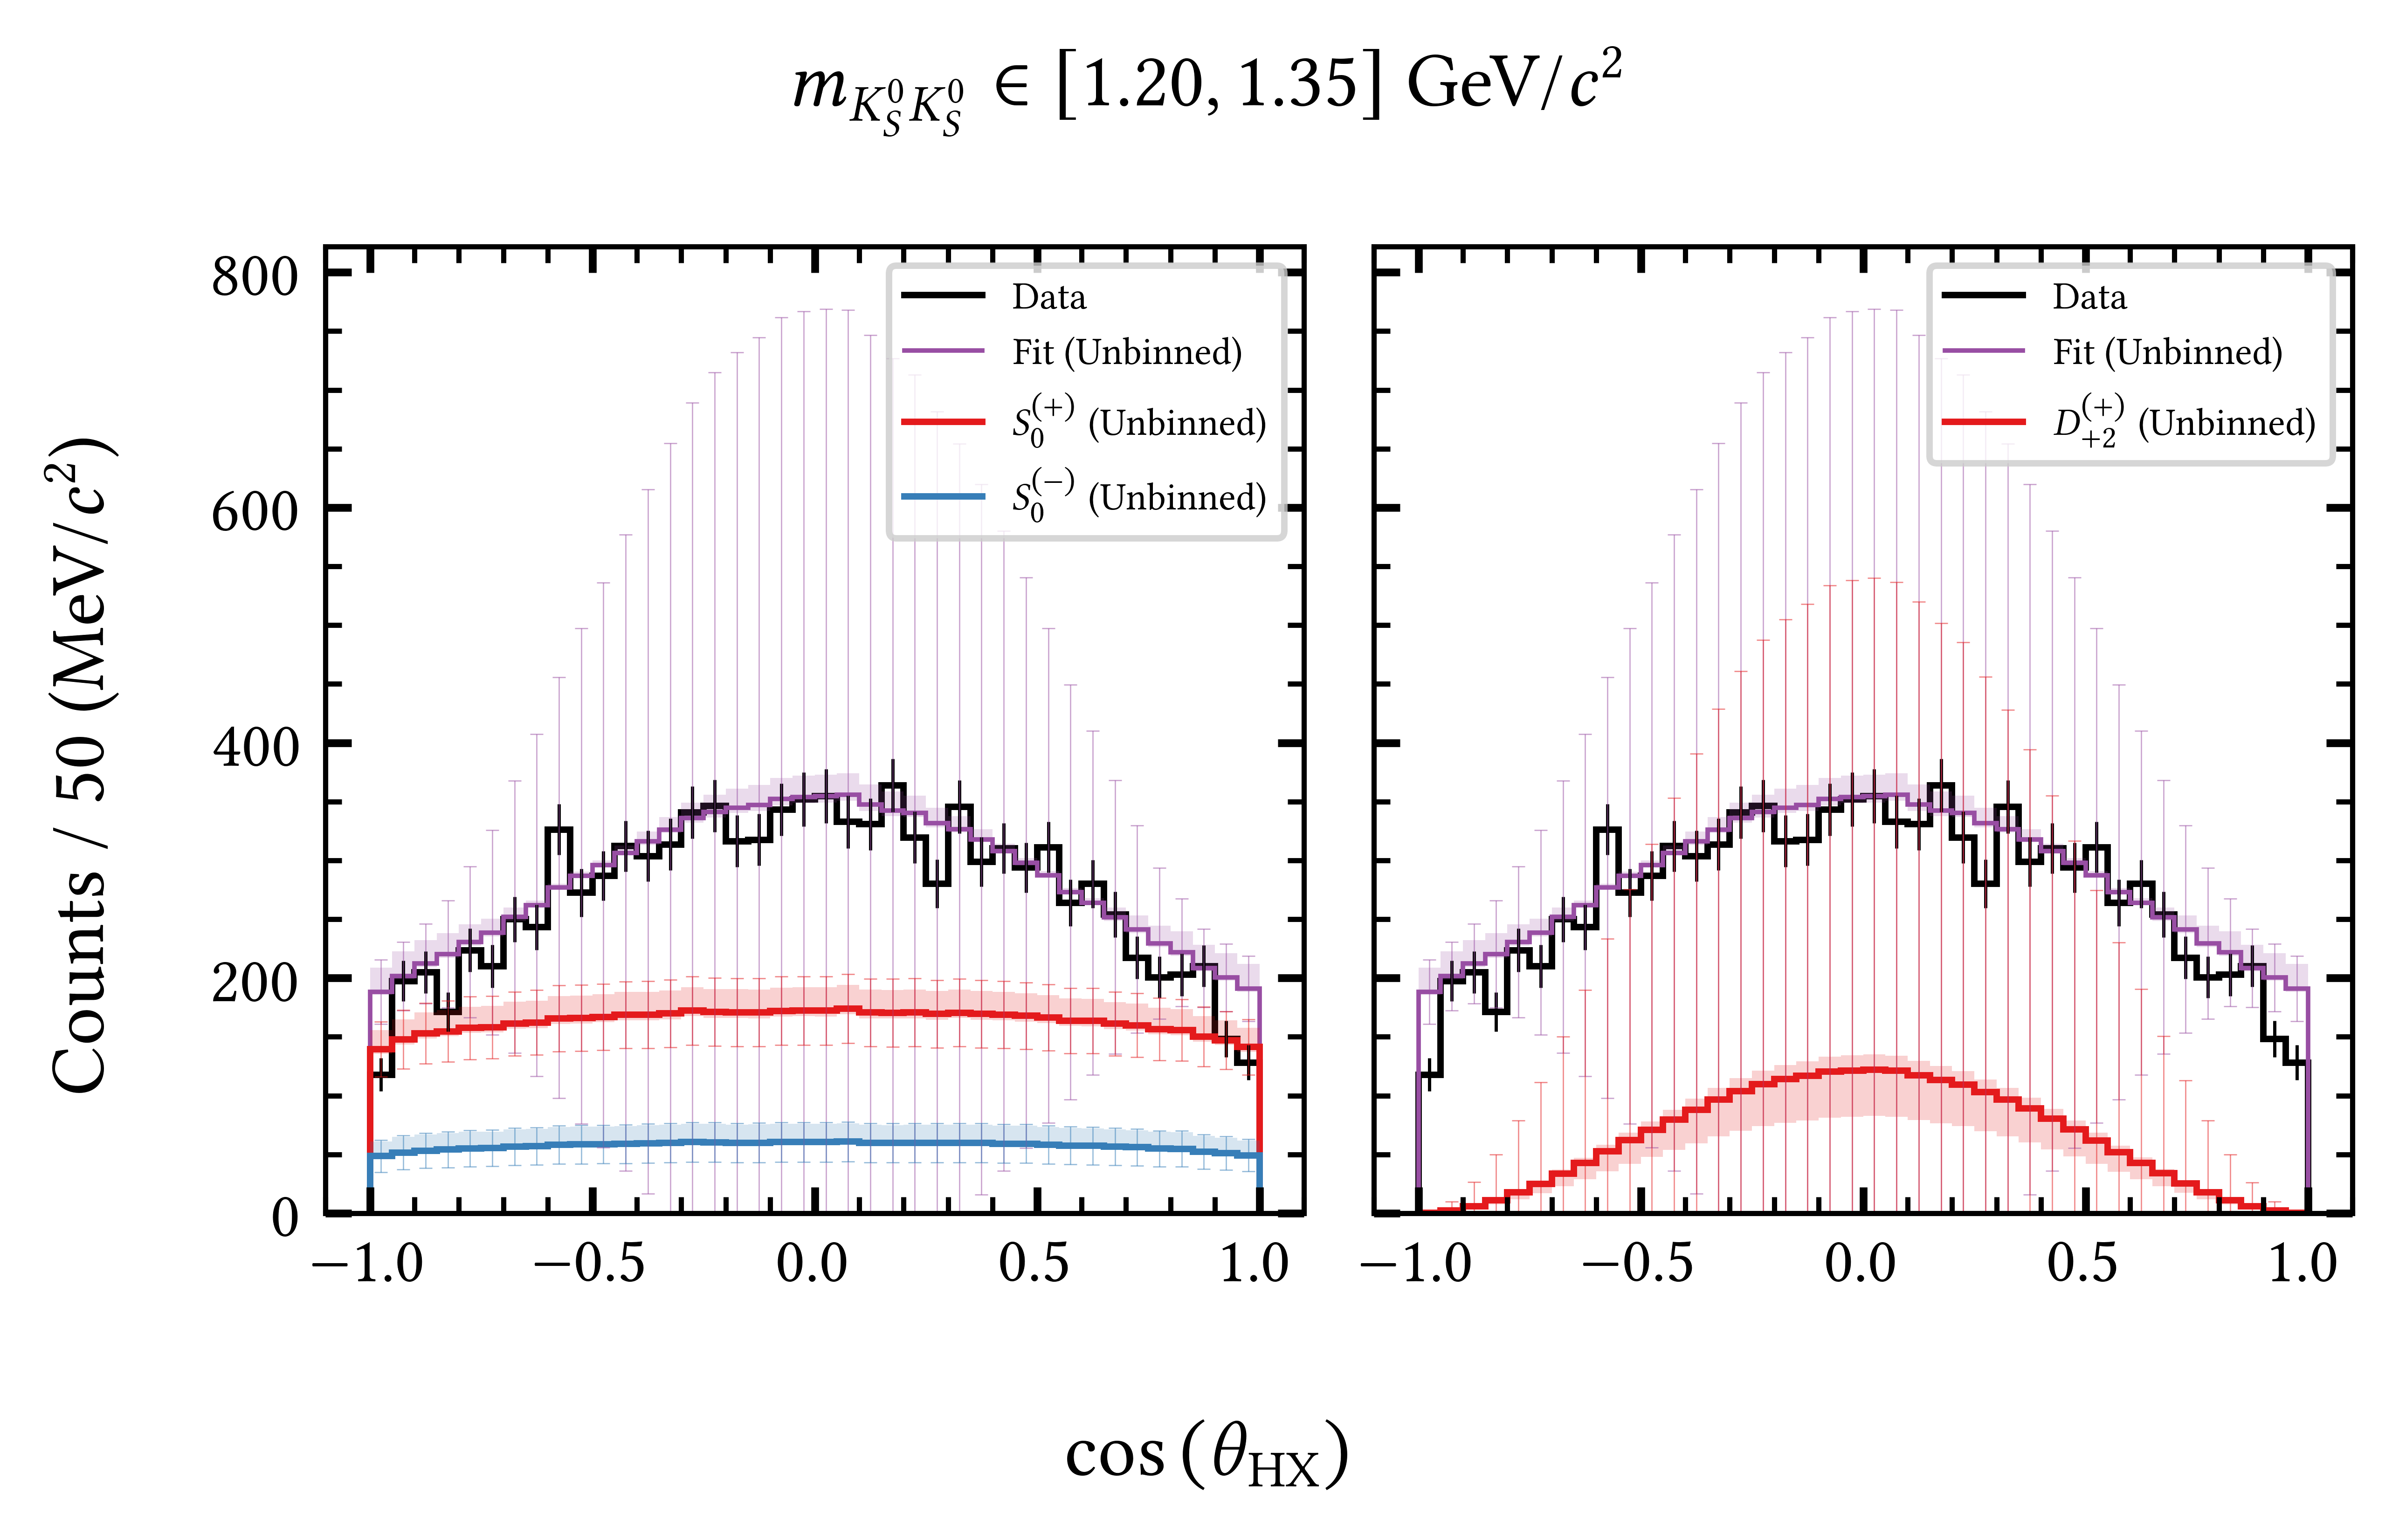 m_{K_S^0 K_S^0} ∈ [1.20, 1.35] GeV/c²
Counts / 50 (MeV/c²)
800
600
400
200
0
Data
Fit (Unbinned)
S_0^{(+)} (Unbinned)
S_0^{(−)} (Unbinned)
−1.0 −0.5 0.0 0.5 1.0
Data
Fit (Unbinned)
D_{+2}^{(+)} (Unbinned)
−1.0 −0.5 0.0 0.5 1.0
cos(θ_{HX})